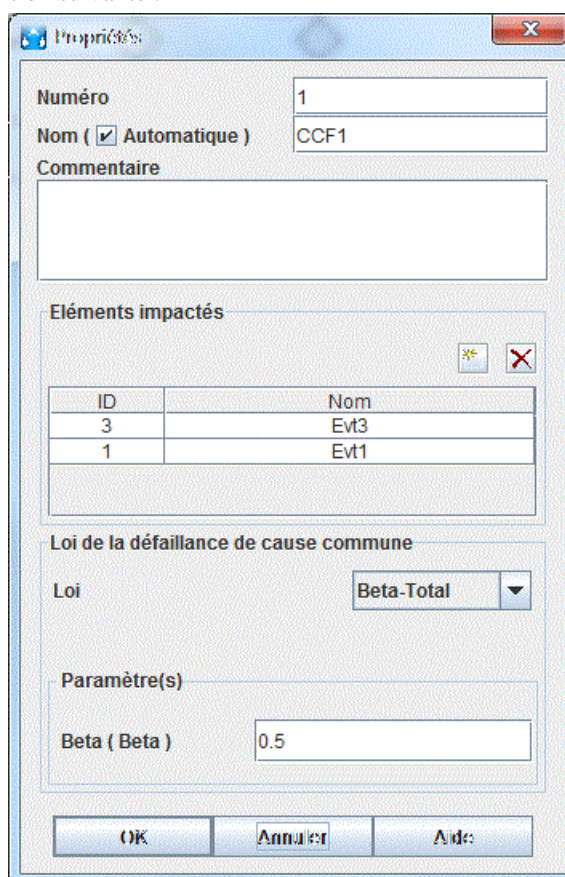 Propriétés
Numéro 1
Nom ( Automatique ) CCF1
Commentaire
Eléments impactés
ID Nom
3 Evt3
1 Evt1
Loi de la défaillance de cause commune
Loi Beta-Total
Paramètre(s)
Beta ( Beta ) 0.5
OK Annuler Aide